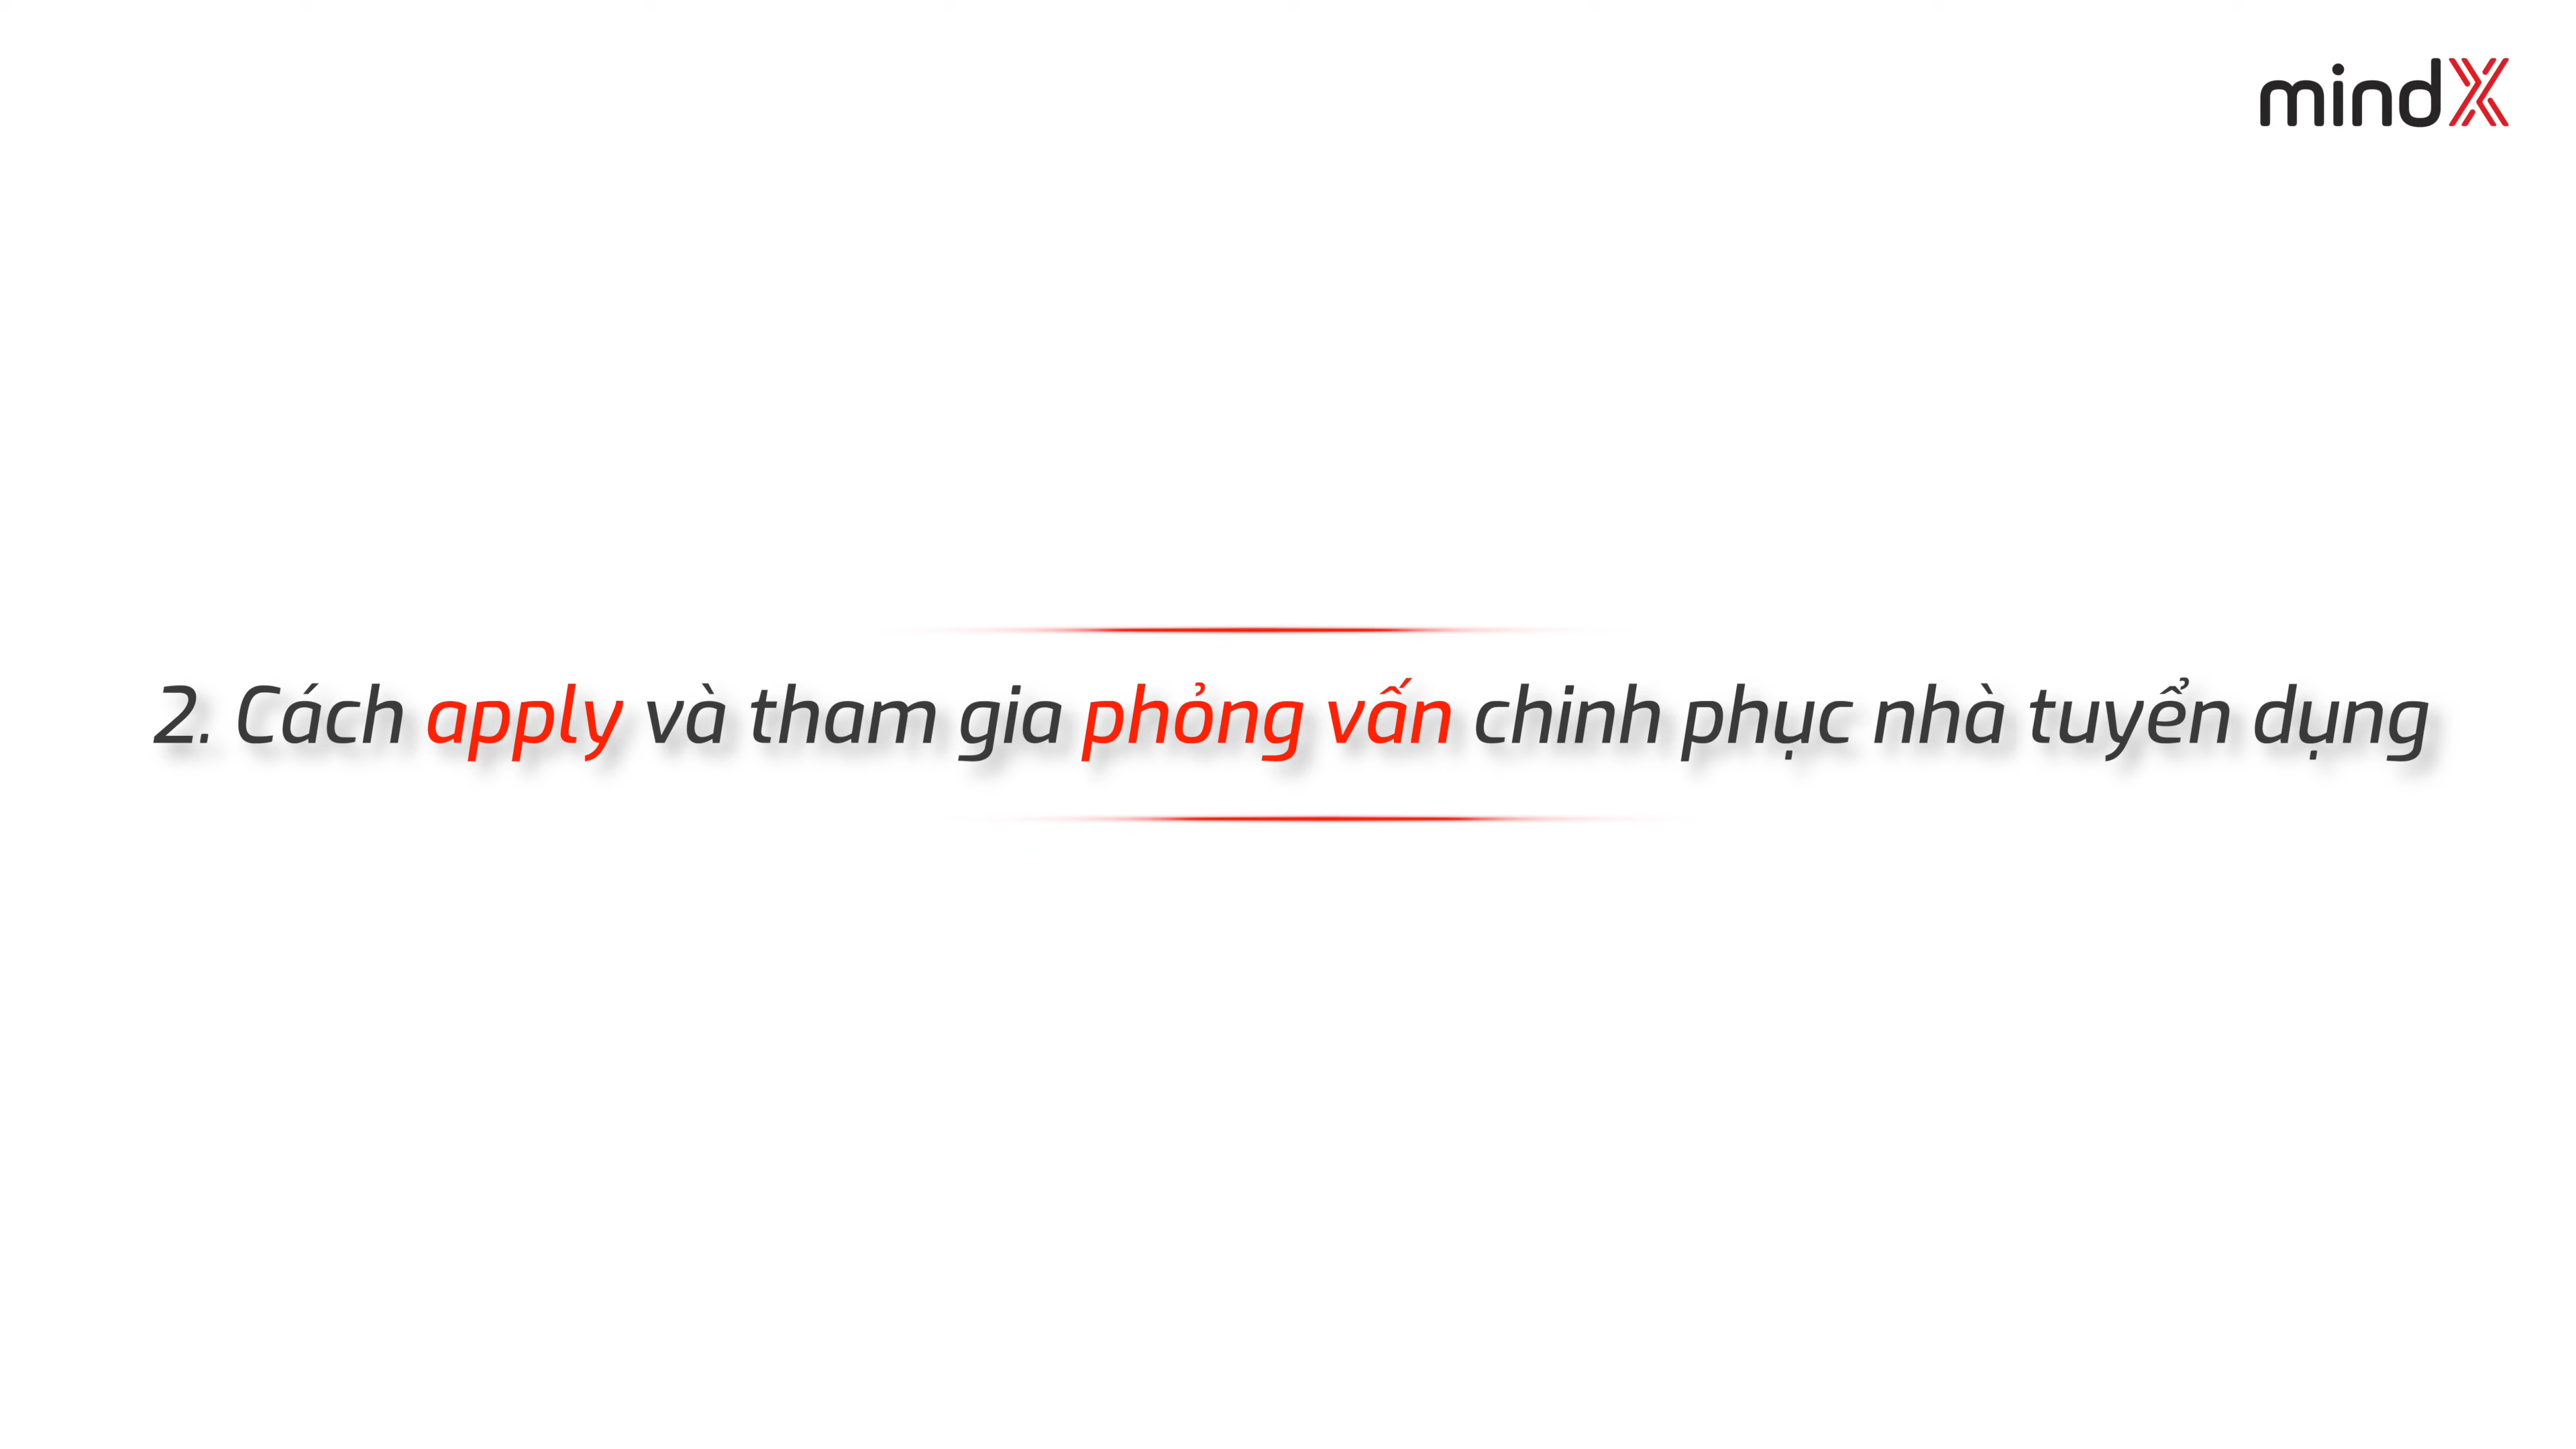 mindX
2. Cách apply và tham gia phỏng vấn chinh phục nhà tuyển dụng